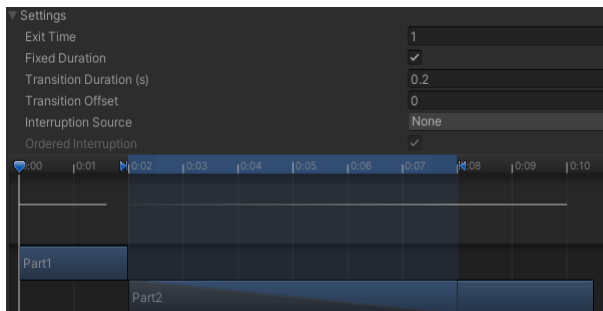 Settings
Exit Time 1
Fixed Duration
Transition Duration (s) 0.2
Transition Offset 0
Interruption Source None
Ordered Interruption
:00 0:01 0:02 0:03 0:04 0:05 0:06 0:07 :08 0:09 0:10
Part1
Part2